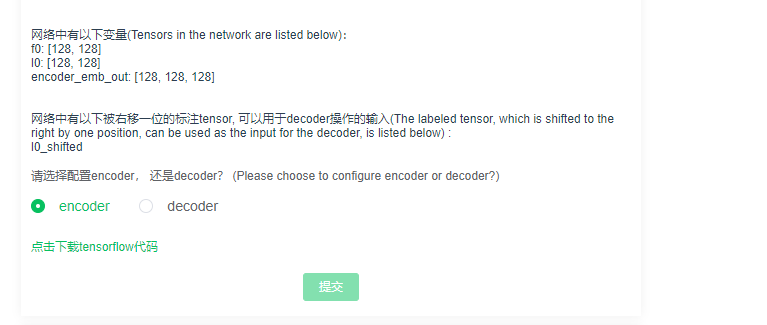 网络中有以下变量(Tensors in the network are listed below)：
f0: [128, 128]
l0: [128, 128]
encoder_emb_out: [128, 128, 128]
网络中有以下被右移一位的标注tensor, 可以用于decoder操作的输入(The labeled tensor, which is shifted to the
right by one position, can be used as the input for the decoder, is listed below) :
l0_shifted
请选择配置encoder， 还是decoder？ (Please choose to configure encoder or decoder?)
encoder decoder
点击下载tensorflow代码
提交